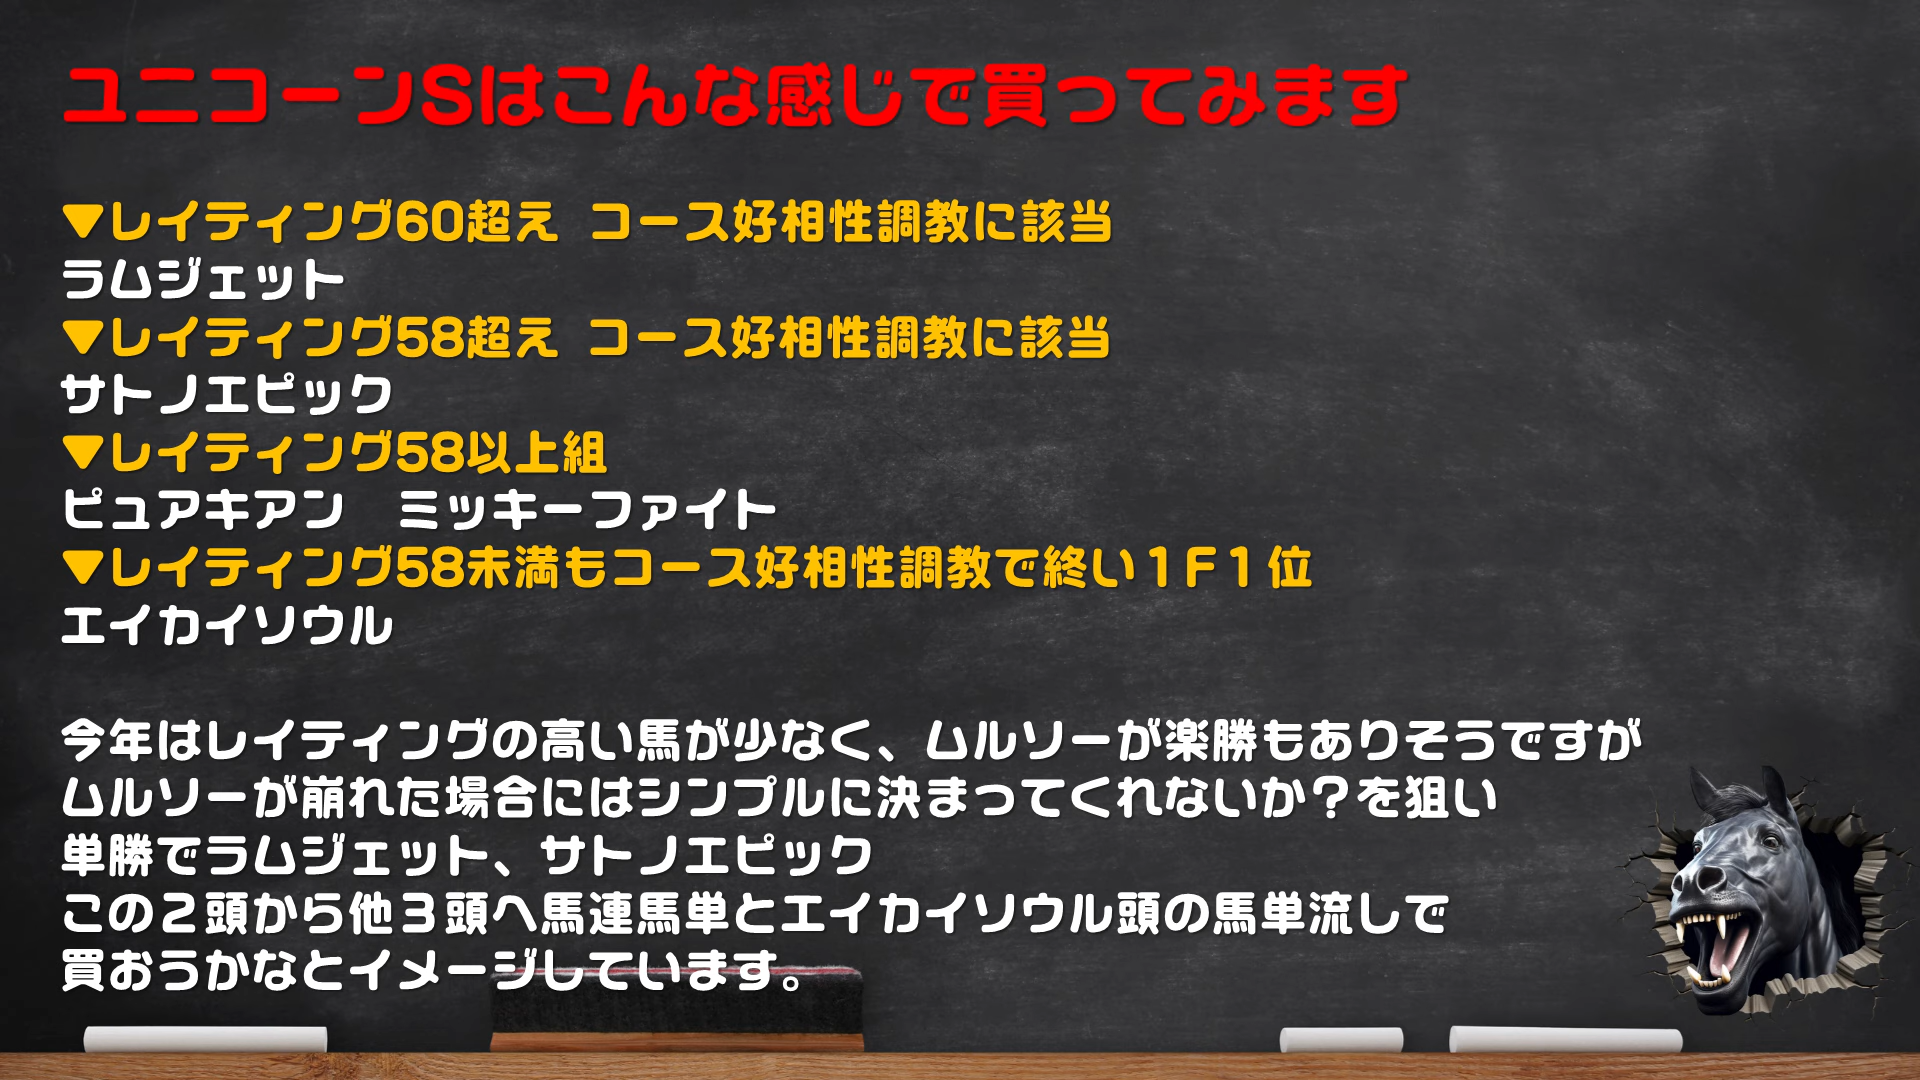 ユニコーンSはこんな感じで買ってみます
▼レイティング60超え コース好相性調教に該当
ラムジェット
▼レイティング58超え コース好相性調教に該当
サトノエピック
▼レイティング58以上組
ピュアキアン　ミッキーファイト
▼レイティング58未満もコース好相性調教で終い１F１位
エイカイソウル
今年はレイティングの高い馬が少なく、ムルソーが楽勝もありそうですが
ムルソーが崩れた場合にはシンプルに決まってくれないか？を狙い
単勝でラムジェット、サトノエピック
この２頭から他３頭へ馬連馬単とエイカイソウル頭の馬単流しで
買おうかなとイメージしています。